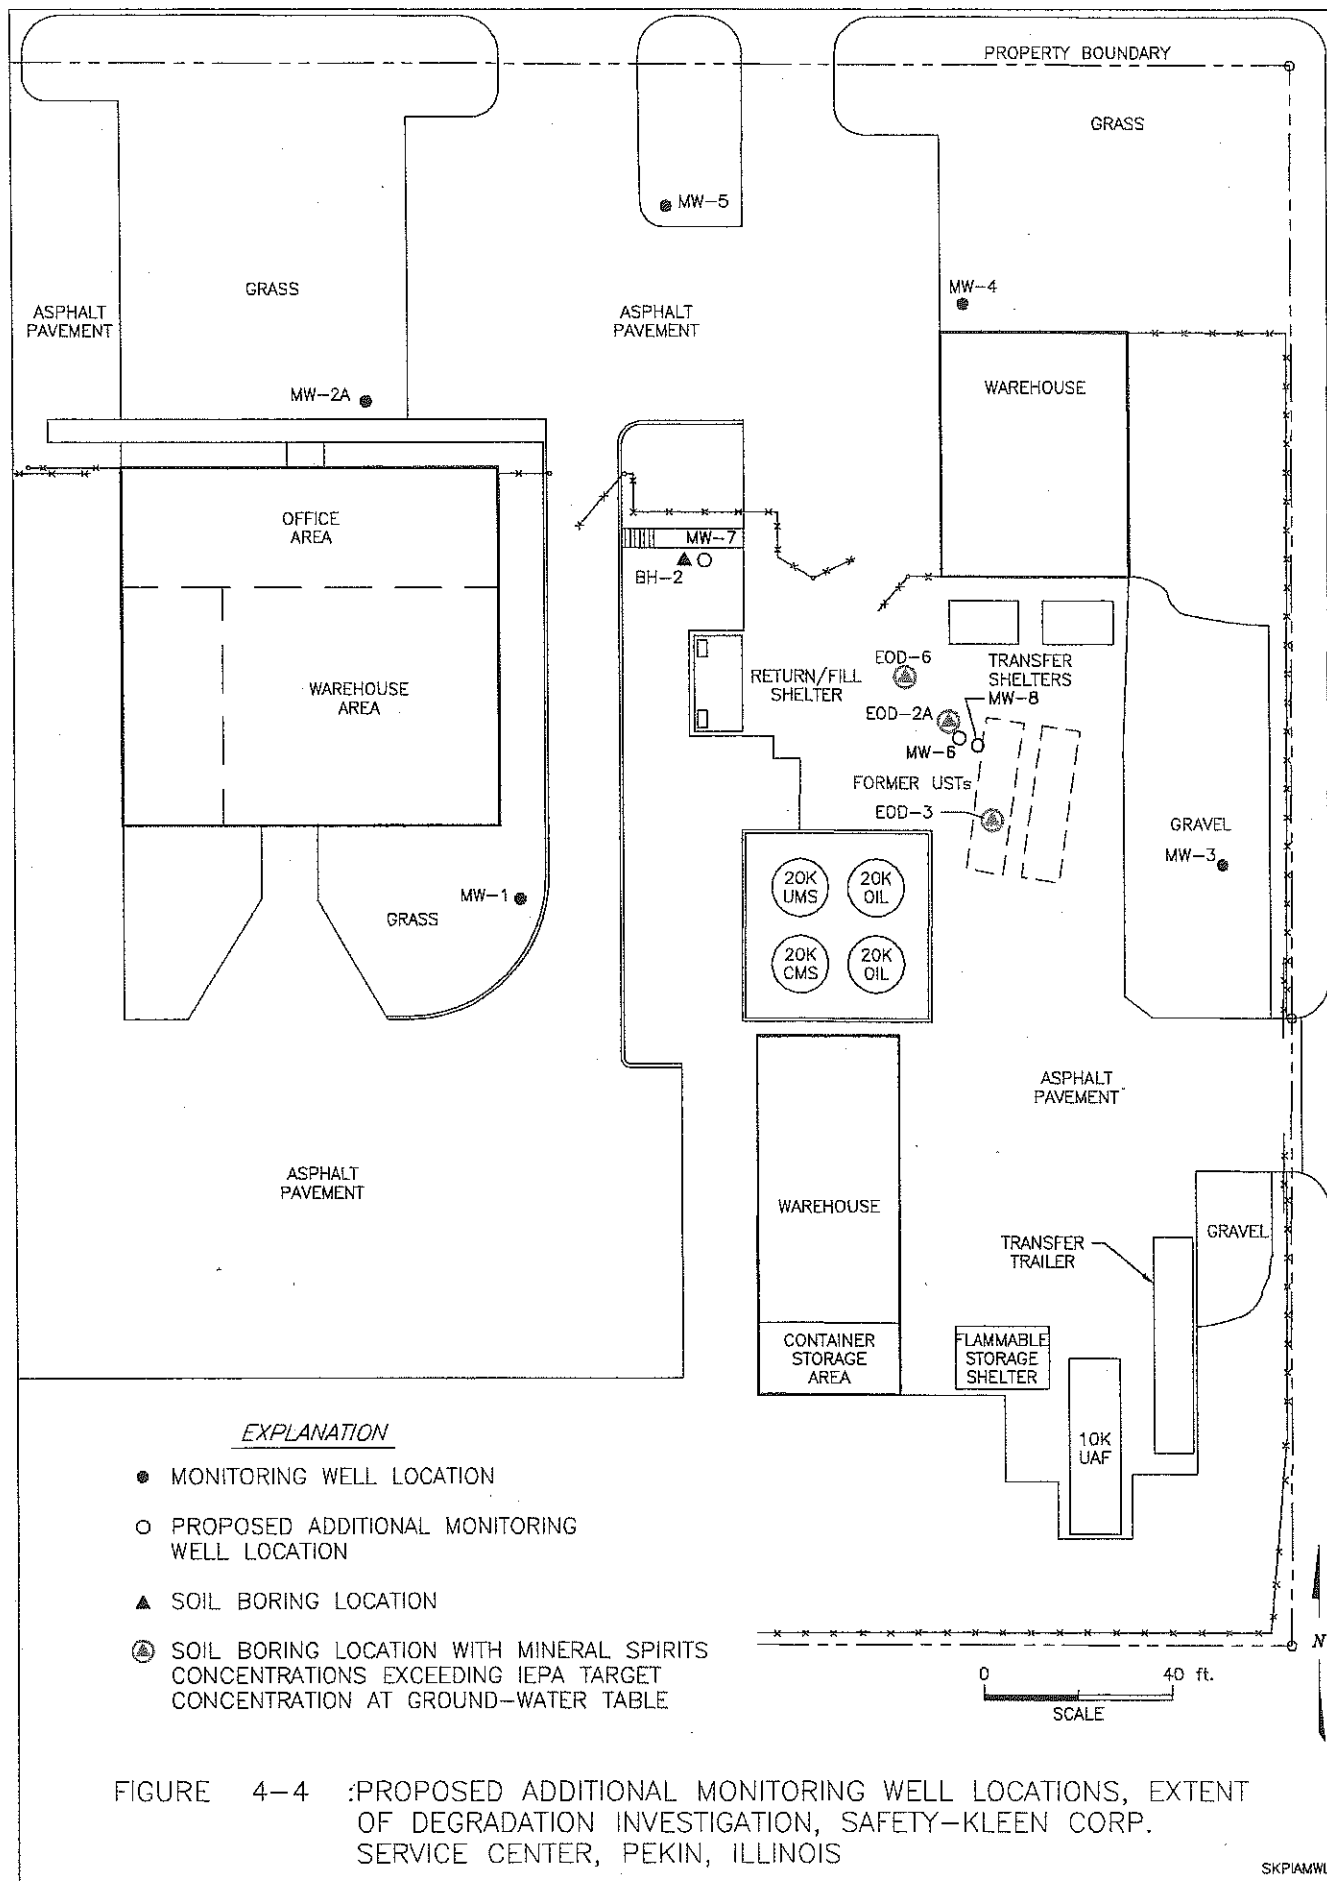 PROPERTY BOUNDARY
GRASS
MW-5
GRASS
MW-4
ASPHALT
PAVEMENT
ASPHALT
PAVEMENT
WAREHOUSE
MW-2A
OFFICE
AREA
MW-7
BH-2
EOD-6
TRANSFER
SHELTERS
RETURN/FILL
SHELTER
WAREHOUSE
AREA
MW-8
EOD-2A
MW-6
FORMER USTs
EOD-3
GRAVEL
MW-3
20K
UMS
20K
OIL
MW-1
GRASS
20K
CMS
20K
OIL
ASPHALT
PAVEMENT
ASPHALT
PAVEMENT
WAREHOUSE
GRAVEL
TRANSFER
TRAILER
CONTAINER
STORAGE
AREA
FLAMMABLE
STORAGE
SHELTER
10K
UAF
EXPLANATION
MONITORING WELL LOCATION
PROPOSED ADDITIONAL MONITORING
WELL LOCATION
SOIL BORING LOCATION
SOIL BORING LOCATION WITH MINERAL SPIRITS
CONCENTRATIONS EXCEEDING IEPA TARGET
CONCENTRATION AT GROUND-WATER TABLE
N
0 40 ft.
SCALE
FIGURE 4-4 :PROPOSED ADDITIONAL MONITORING WELL LOCATIONS, EXTENT
OF DEGRADATION INVESTIGATION, SAFETY-KLEEN CORP.
SERVICE CENTER, PEKIN, ILLINOIS